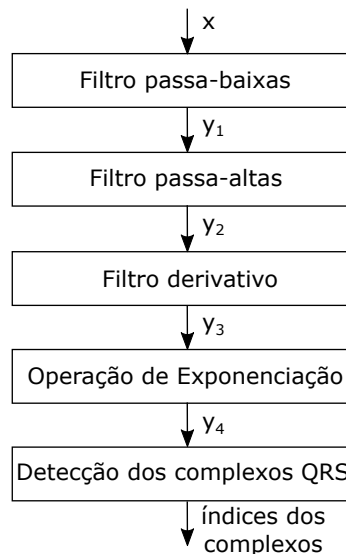 x
Filtro passa-baixas
y₁
Filtro passa-altas
y₂
Filtro derivativo
y₃
Operação de Exponenciação
y₄
Detecção dos complexos QRS
índices dos
complexos